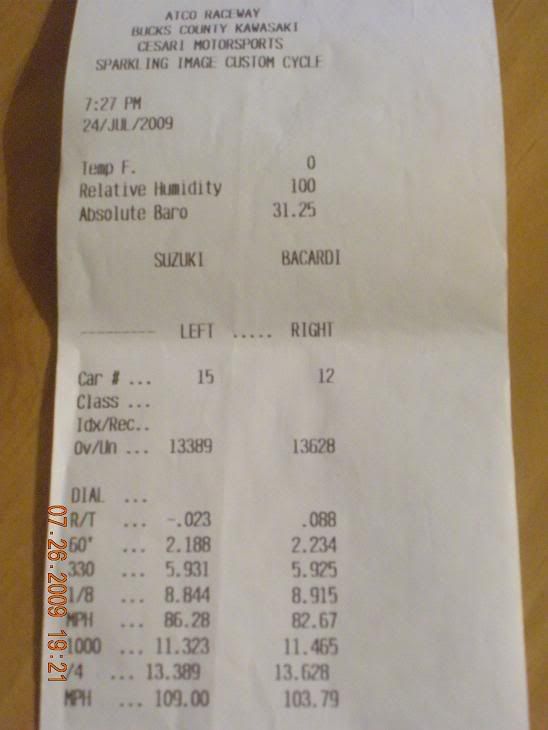 ATCO RACEWAY
BUCKS COUNTY KAWASAKI
CESARI MOTORSPORTS
SPARKLING IMAGE CUSTOM CYCLE
7:27 PM
24/JUL/2009
Temp F. 0
Relative Humidity 100
Absolute Baro 31.25
SUZUKI BACARDI
---------- LEFT ..... RIGHT
Car # ... 15 12
Class ...
Idx/Rec..
Ov/Un ... 13389 13628
DIAL ...
R/T ... -.023 .088
60' ... 2.188 2.234
330 ... 5.931 5.925
1/8 ... 8.844 8.915
MPH ... 86.28 82.67
1000 ... 11.323 11.465
/4 ... 13.389 13.628
MPH ... 109.00 103.79
07·26·2009 19:21